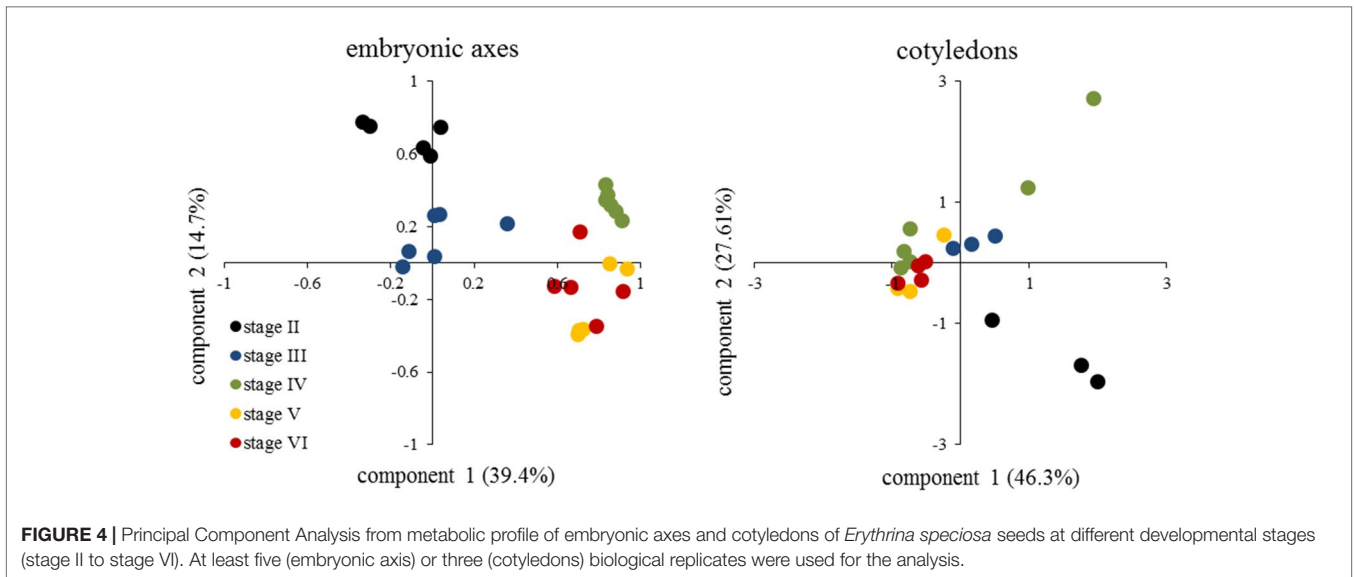 embryonic axes
1
0.6
0.2
-1
-0.6
-0.2
0.6
1
-0.2
-0.6
-1
component 2 (14.7%)
component 1 (39.4%)
stage II
stage III
stage IV
stage V
stage VI
cotyledons
3
1
-3
-1
1
3
-1
-3
component 2 (27.61%)
component 1 (46.3%)
FIGURE 4 | Principal Component Analysis from metabolic profile of embryonic axes and cotyledons of Erythrina speciosa seeds at different developmental stages
(stage II to stage VI). At least five (embryonic axis) or three (cotyledons) biological replicates were used for the analysis.